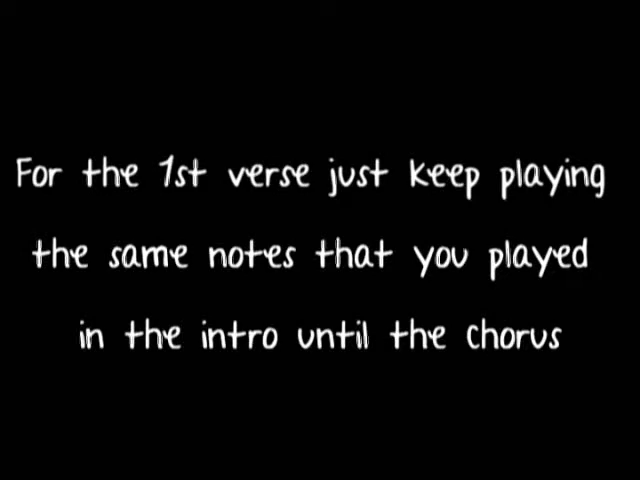 For the 1st verse just keep playing
the same notes that you played
in the intro until the chorus